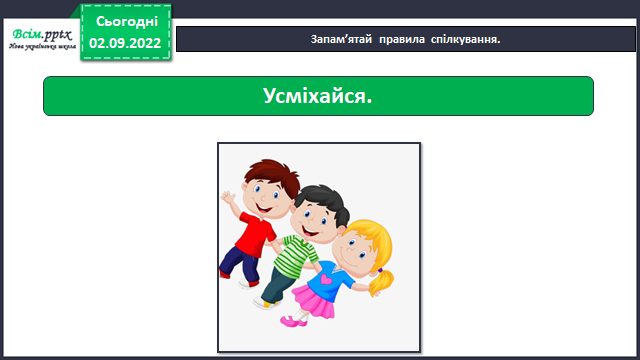 Всім.pptx
Нова українська школа
Сьогодні
02.09.2022
Запам’ятай правила спілкування.
Усміхайся.